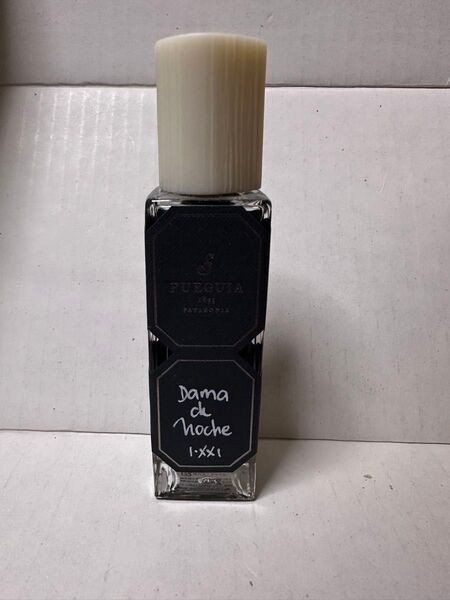 FUEGUIA
1833
PATAGONIA
Dama
de
Noche
1.XXI